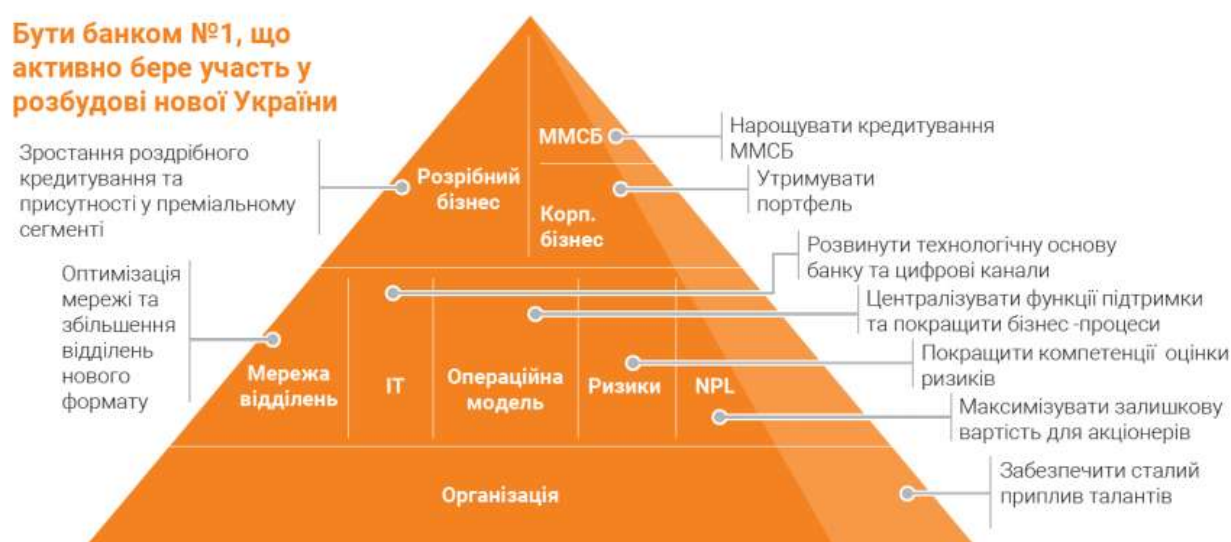 Бути банком №1, що
активно бере участь у
розбудові нової України
Зростання роздрібного
кредитування та
присутності у преміальному
сегменті
Оптимізація
мережі та
збільшення
відділень
нового
формату
Розрібний
бізнес
ММСБ
Корп.
бізнес
Мережа
відділень
ІТ
Операційна
модель
Ризики
NPL
Організація
Нарощувати кредитування
ММСБ
Утримувати
портфель
Розвинути технологічну основу
банку та цифрові канали
Централізувати функції підтримки
та покращити бізнес -процеси
Покращити компетенції оцінки
ризиків
Максимізувати залишкову
вартість для акціонерів
Забезпечити сталий
приплив талантів